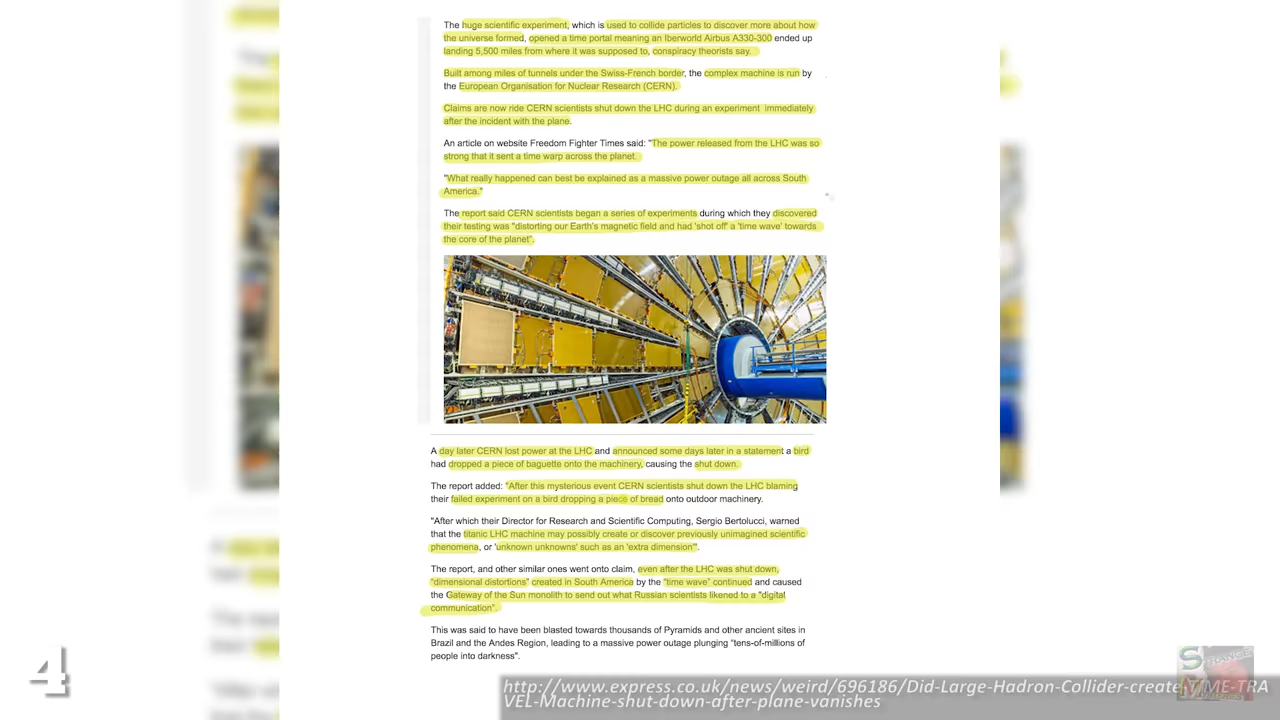 The huge scientific experiment, which is used to collide particles to discover more about how
the universe formed, opened a time portal meaning an Iberworld Airbus A330-300 ended up
landing 5,500 miles from where it was supposed to, conspiracy theorists say.
Built among miles of tunnels under the Swiss-French border, the complex machine is run by
the European Organisation for Nuclear Research (CERN).
Claims are now ride CERN scientists shut down the LHC during an experiment immediately
after the incident with the plane.
An article on website Freedom Fighter Times said: "The power released from the LHC was so
strong that it sent a time warp across the planet.
"What really happened can best be explained as a massive power outage all across South
America."
The report said CERN scientists began a series of experiments during which they discovered
their testing was "distorting our Earth's magnetic field and had 'shot off' a 'time wave' towards
the core of the planet".
A day later CERN lost power at the LHC and announced some days later in a statement a bird
had dropped a piece of baguette onto the machinery, causing the shut down.
The report added: "After this mysterious event CERN scientists shut down the LHC blaming
their failed experiment on a bird dropping a piece of bread onto outdoor machinery.
"After which their Director for Research and Scientific Computing, Sergio Bertolucci, warned
that the titanic LHC machine may possibly create or discover previously unimagined scientific
phenomena, or 'unknown unknowns' such as an 'extra dimension'".
The report, and other similar ones went onto claim, even after the LHC was shut down,
"dimensional distortions" created in South America by the "time wave" continued and caused
the Gateway of the Sun monolith to send out what Russian scientists likened to a "digital
communication".
This was said to have been blasted towards thousands of Pyramids and other ancient sites in
Brazil and the Andes Region, leading to a massive power outage plunging "tens-of-millions of
people into darkness".
4
STRANGE
http://www.express.co.uk/news/weird/696186/Did-Large-Hadron-Collider-create-TIME-TRA
VEL-Machine-shut-down-after-plane-vanishes